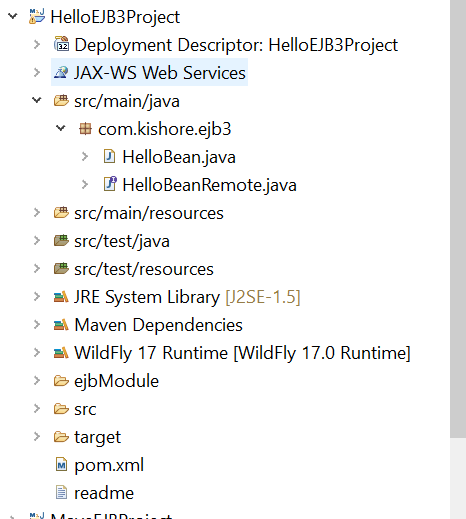 HelloEJB3Project
Deployment Descriptor: HelloEJB3Project
JAX-WS Web Services
src/main/java
com.kishore.ejb3
HelloBean.java
HelloBeanRemote.java
src/main/resources
src/test/java
src/test/resources
JRE System Library [J2SE-1.5]
Maven Dependencies
WildFly 17 Runtime [WildFly 17.0 Runtime]
ejbModule
src
target
pom.xml
readme